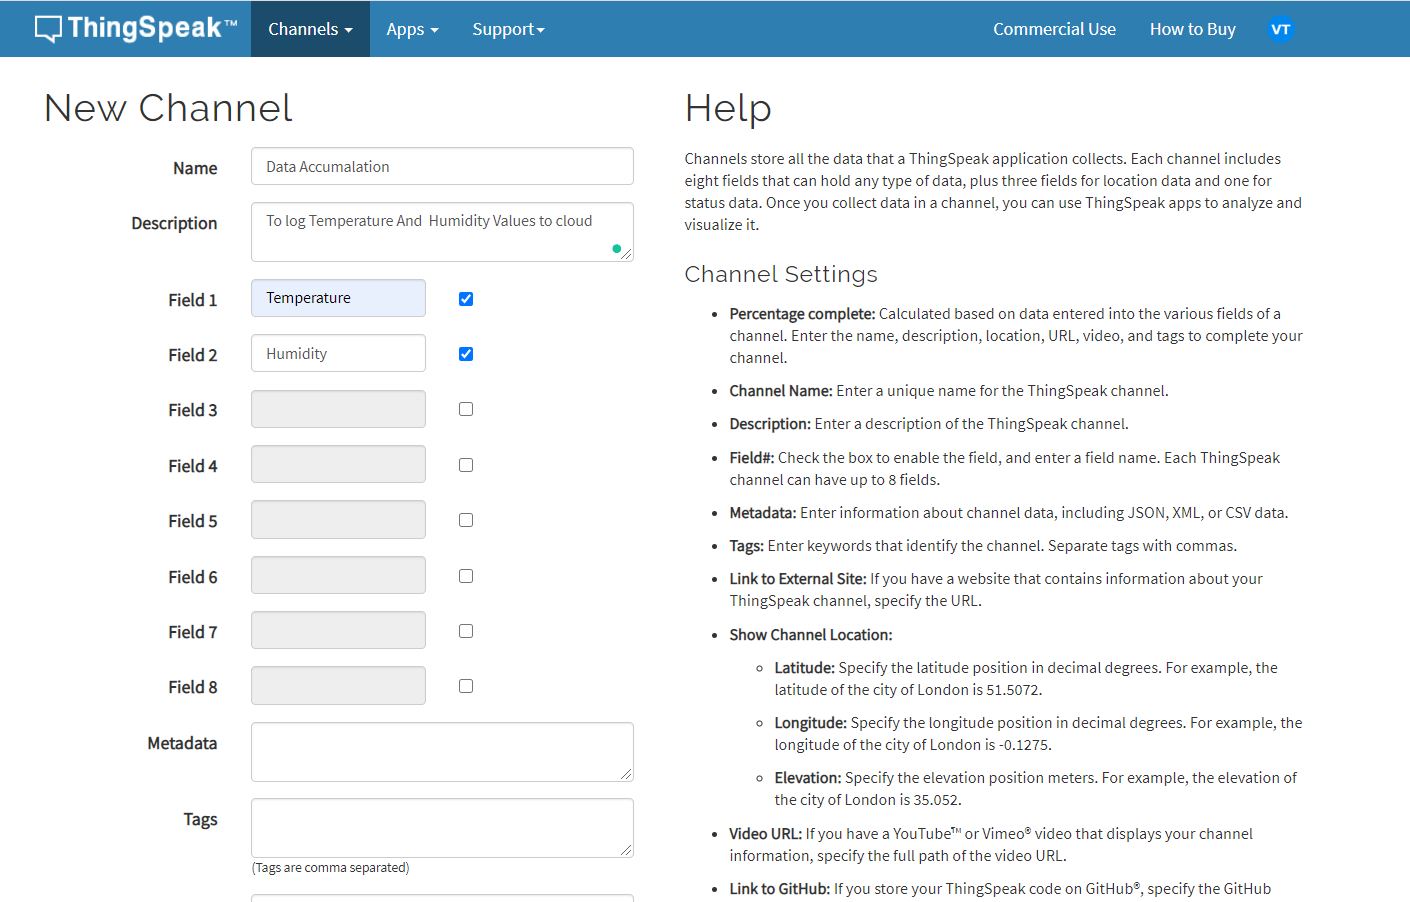 ThingSpeak™
Channels
Apps
Support
Commercial Use
How to Buy
VT
New Channel
Name
Data Accumalation
Description
To log Temperature And  Humidity Values to cloud
Field 1
Temperature
Field 2
Humidity
Field 3
Field 4
Field 5
Field 6
Field 7
Field 8
Metadata
Tags
(Tags are comma separated)
Help
Channels store all the data that a ThingSpeak application collects. Each channel includes
eight fields that can hold any type of data, plus three fields for location data and one for
status data. Once you collect data in a channel, you can use ThingSpeak apps to analyze and
visualize it.
Channel Settings
• Percentage complete: Calculated based on data entered into the various fields of a
channel. Enter the name, description, location, URL, video, and tags to complete your
channel.
• Channel Name: Enter a unique name for the ThingSpeak channel.
• Description: Enter a description of the ThingSpeak channel.
• Field#: Check the box to enable the field, and enter a field name. Each ThingSpeak
channel can have up to 8 fields.
• Metadata: Enter information about channel data, including JSON, XML, or CSV data.
• Tags: Enter keywords that identify the channel. Separate tags with commas.
• Link to External Site: If you have a website that contains information about your
ThingSpeak channel, specify the URL.
• Show Channel Location:
◦ Latitude: Specify the latitude position in decimal degrees. For example, the
latitude of the city of London is 51.5072.
◦ Longitude: Specify the longitude position in decimal degrees. For example, the
longitude of the city of London is -0.1275.
◦ Elevation: Specify the elevation position meters. For example, the elevation of
the city of London is 35.052.
• Video URL: If you have a YouTube™ or Vimeo® video that displays your channel
information, specify the full path of the video URL.
• Link to GitHub: If you store your ThingSpeak code on GitHub®, specify the GitHub